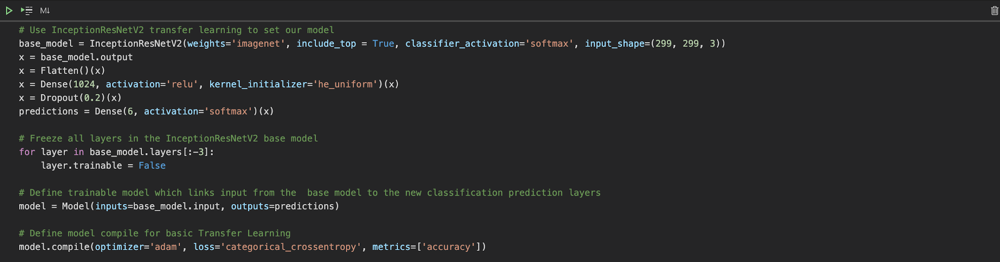 M↓
# Use InceptionResNetV2 transfer learning to set our model
base_model = InceptionResNetV2(weights='imagenet', include_top = True, classifier_activation='softmax', input_shape=(299, 299, 3))
x = base_model.output
x = Flatten()(x)
x = Dense(1024, activation='relu', kernel_initializer='he_uniform')(x)
x = Dropout(0.2)(x)
predictions = Dense(6, activation='softmax')(x)
# Freeze all layers in the InceptionResNetV2 base model
for layer in base_model.layers[:-3]:
    layer.trainable = False
# Define trainable model which links input from the  base model to the new classification prediction layers
model = Model(inputs=base_model.input, outputs=predictions)
# Define model compile for basic Transfer Learning
model.compile(optimizer='adam', loss='categorical_crossentropy', metrics=['accuracy'])